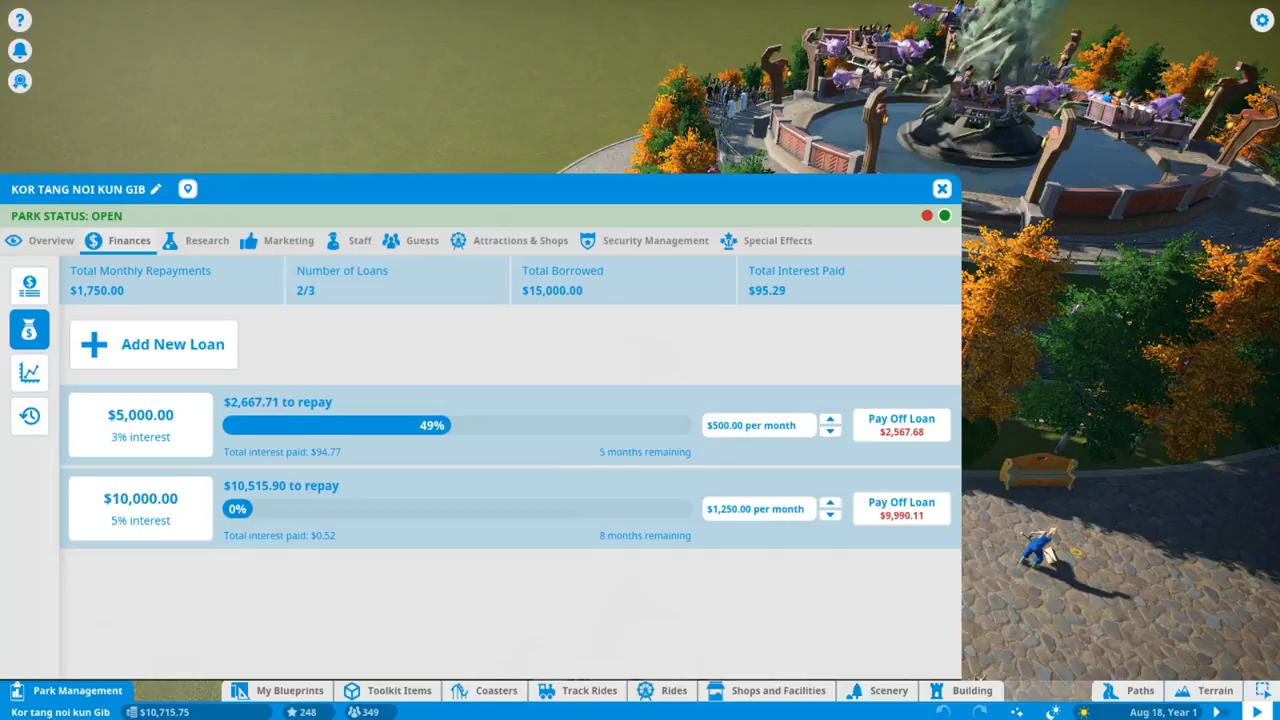 ?
KOR TANG NOI KUN GIB
PARK STATUS: OPEN
Overview Finances Research Marketing Staff Guests Attractions & Shops Security Management Special Effects
Total Monthly Repayments
$1,750.00
Number of Loans
2/3
Total Borrowed
$15,000.00
Total Interest Paid
$95.29
Add New Loan
$5,000.00
3% interest
$2,667.71 to repay
49%
Total interest paid: $94.77
5 months remaining
$500.00 per month
Pay Off Loan
$2,567.68
$10,000.00
5% interest
$10,515.90 to repay
0%
Total interest paid: $0.52
8 months remaining
$1,250.00 per month
Pay Off Loan
$9,990.11
Park Management My Blueprints Toolkit Items Coasters Track Rides Rides Shops and Facilities Scenery Building Paths Terrain
Kor tang noi kun Gib $10,715.75 248 349 Aug 18, Year 1